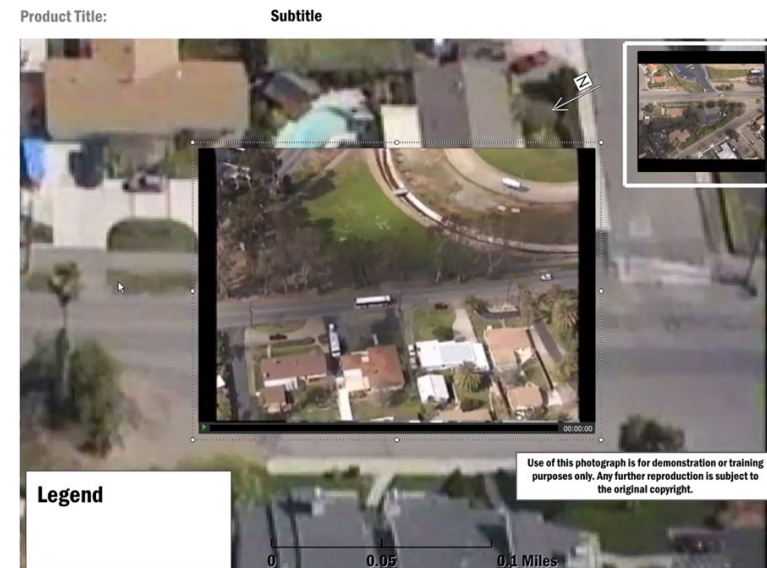 Product Title:
Subtitle
N
00:00:00
Use of this photograph is for demonstration or training
purposes only. Any further reproduction is subject to
the original copyright.
Legend
0
0.05
0.1 Miles